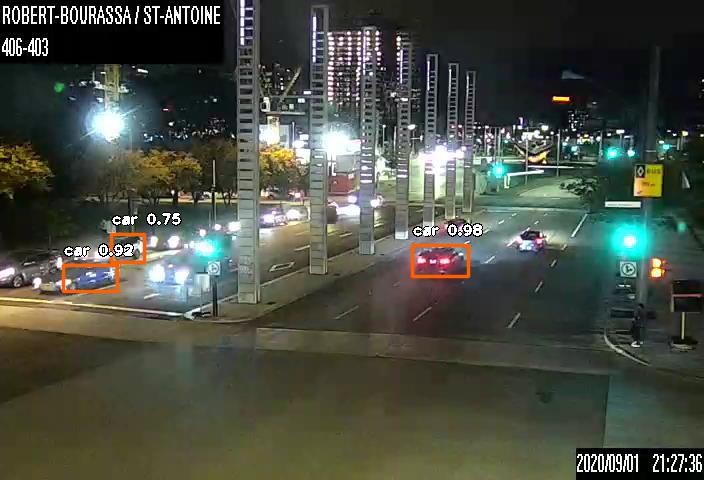 ROBERT-BOURASSA / ST-ANTOINE
406-403
car 0.75
car 0.92
car 0.98
BUS
2020/09/01 21:27:36